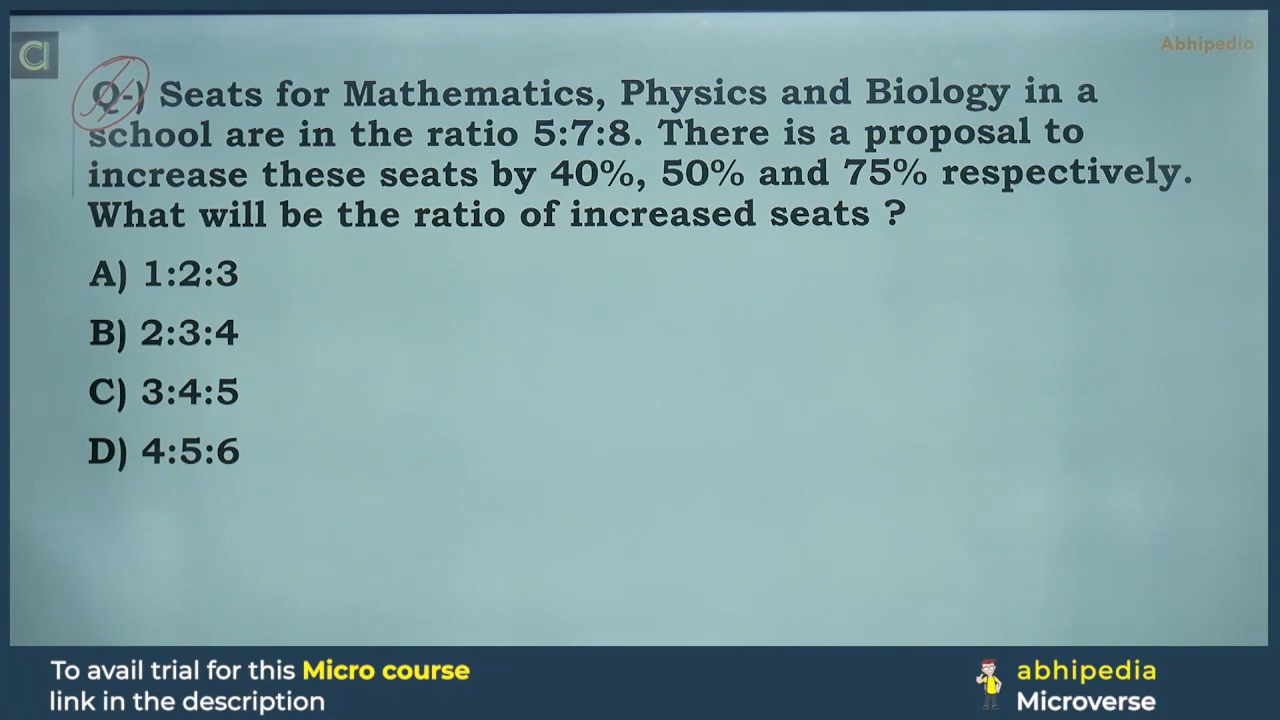 Abhipedia
Q-) Seats for Mathematics, Physics and Biology in a
school are in the ratio 5:7:8. There is a proposal to
increase these seats by 40%, 50% and 75% respectively.
What will be the ratio of increased seats ?
A) 1:2:3
B) 2:3:4
C) 3:4:5
D) 4:5:6
To avail trial for this Micro course
link in the description
abhipedia
Microverse